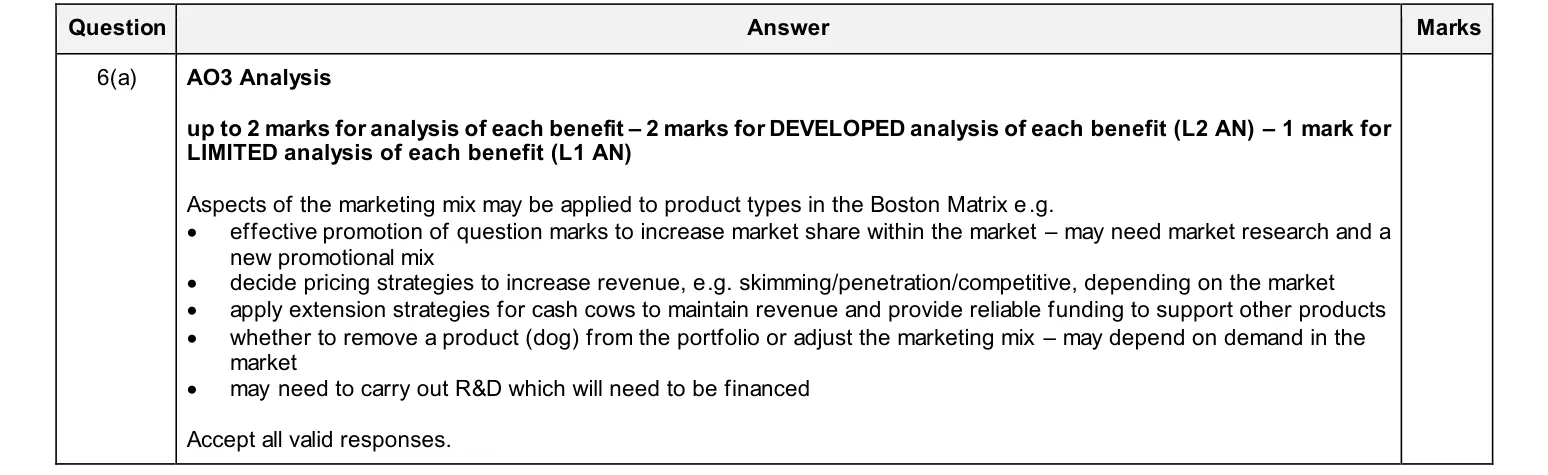 Question Answer Marks
6(a) AO3 Analysis
up to 2 marks for analysis of each benefit – 2 marks for DEVELOPED analysis of each benefit (L2 AN) – 1 mark for
LIMITED analysis of each benefit (L1 AN)
Aspects of the marketing mix may be applied to product types in the Boston Matrix e.g.
• effective promotion of question marks to increase market share within the market – may need market research and a
new promotional mix
• decide pricing strategies to increase revenue, e.g. skimming/penetration/competitive, depending on the market
• apply extension strategies for cash cows to maintain revenue and provide reliable funding to support other products
• whether to remove a product (dog) from the portfolio or adjust the marketing mix – may depend on demand in the
market
• may need to carry out R&D which will need to be financed
Accept all valid responses.